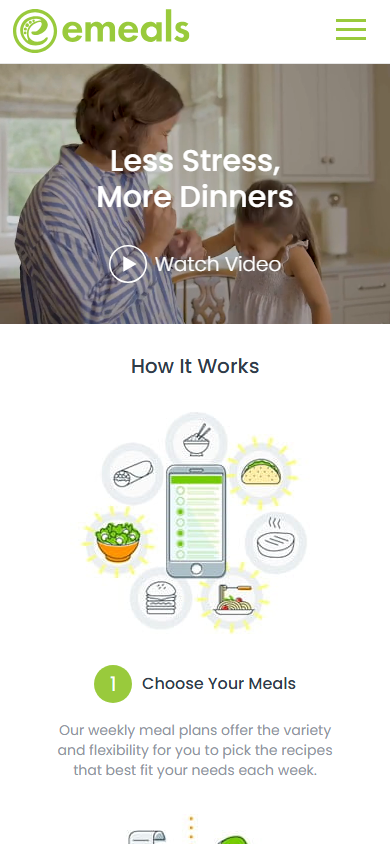 emeals
Less Stress,
More Dinners
Watch Video
How It Works
1 Choose Your Meals
Our weekly meal plans offer the variety
and flexibility for you to pick the recipes
that best fit your needs each week.